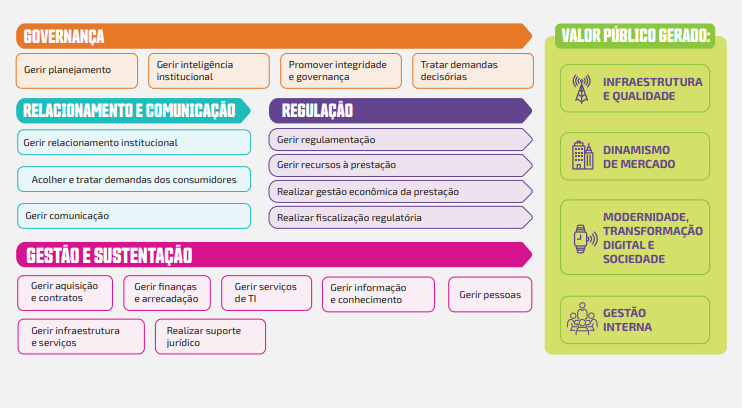 GOVERNANÇA
Gerir planejamento
Gerir inteligência
institucional
Promover integridade
e governança
Tratar demandas
decisórias
RELACIONAMENTO E COMUNICAÇÃO
Gerir relacionamento institucional
Acolher e tratar demandas dos consumidores
Gerir comunicação
REGULAÇÃO
Gerir regulamentação
Gerir recursos à prestação
Realizar gestão econômica da prestação
Realizar fiscalização regulatória
GESTÃO E SUSTENTAÇÃO
Gerir aquisição
e contratos
Gerir finanças
e arrecadação
Gerir serviços
de TI
Gerir informação
e conhecimento
Gerir pessoas
Gerir infraestrutura
e serviços
Realizar suporte
jurídico
VALOR PÚBLICO GERADO:
INFRAESTRUTURA
E QUALIDADE
DINAMISMO
DE MERCADO
MODERNIDADE,
TRANSFORMAÇÃO
DIGITAL E
SOCIEDADE
GESTÃO
INTERNA